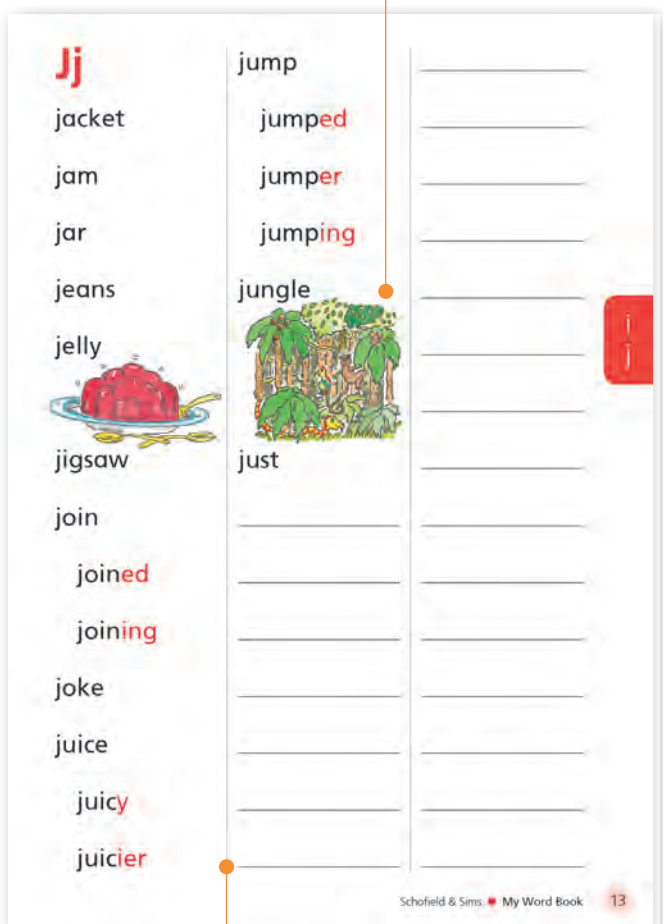 Jj
jacket
jam
jar
jeans
jelly
jigsaw
join
joined
joining
joke
juice
juicy
juicier
jump
jumped
jumper
jumping
jungle
just
i
j
Schofield & Sims My Word Book 13